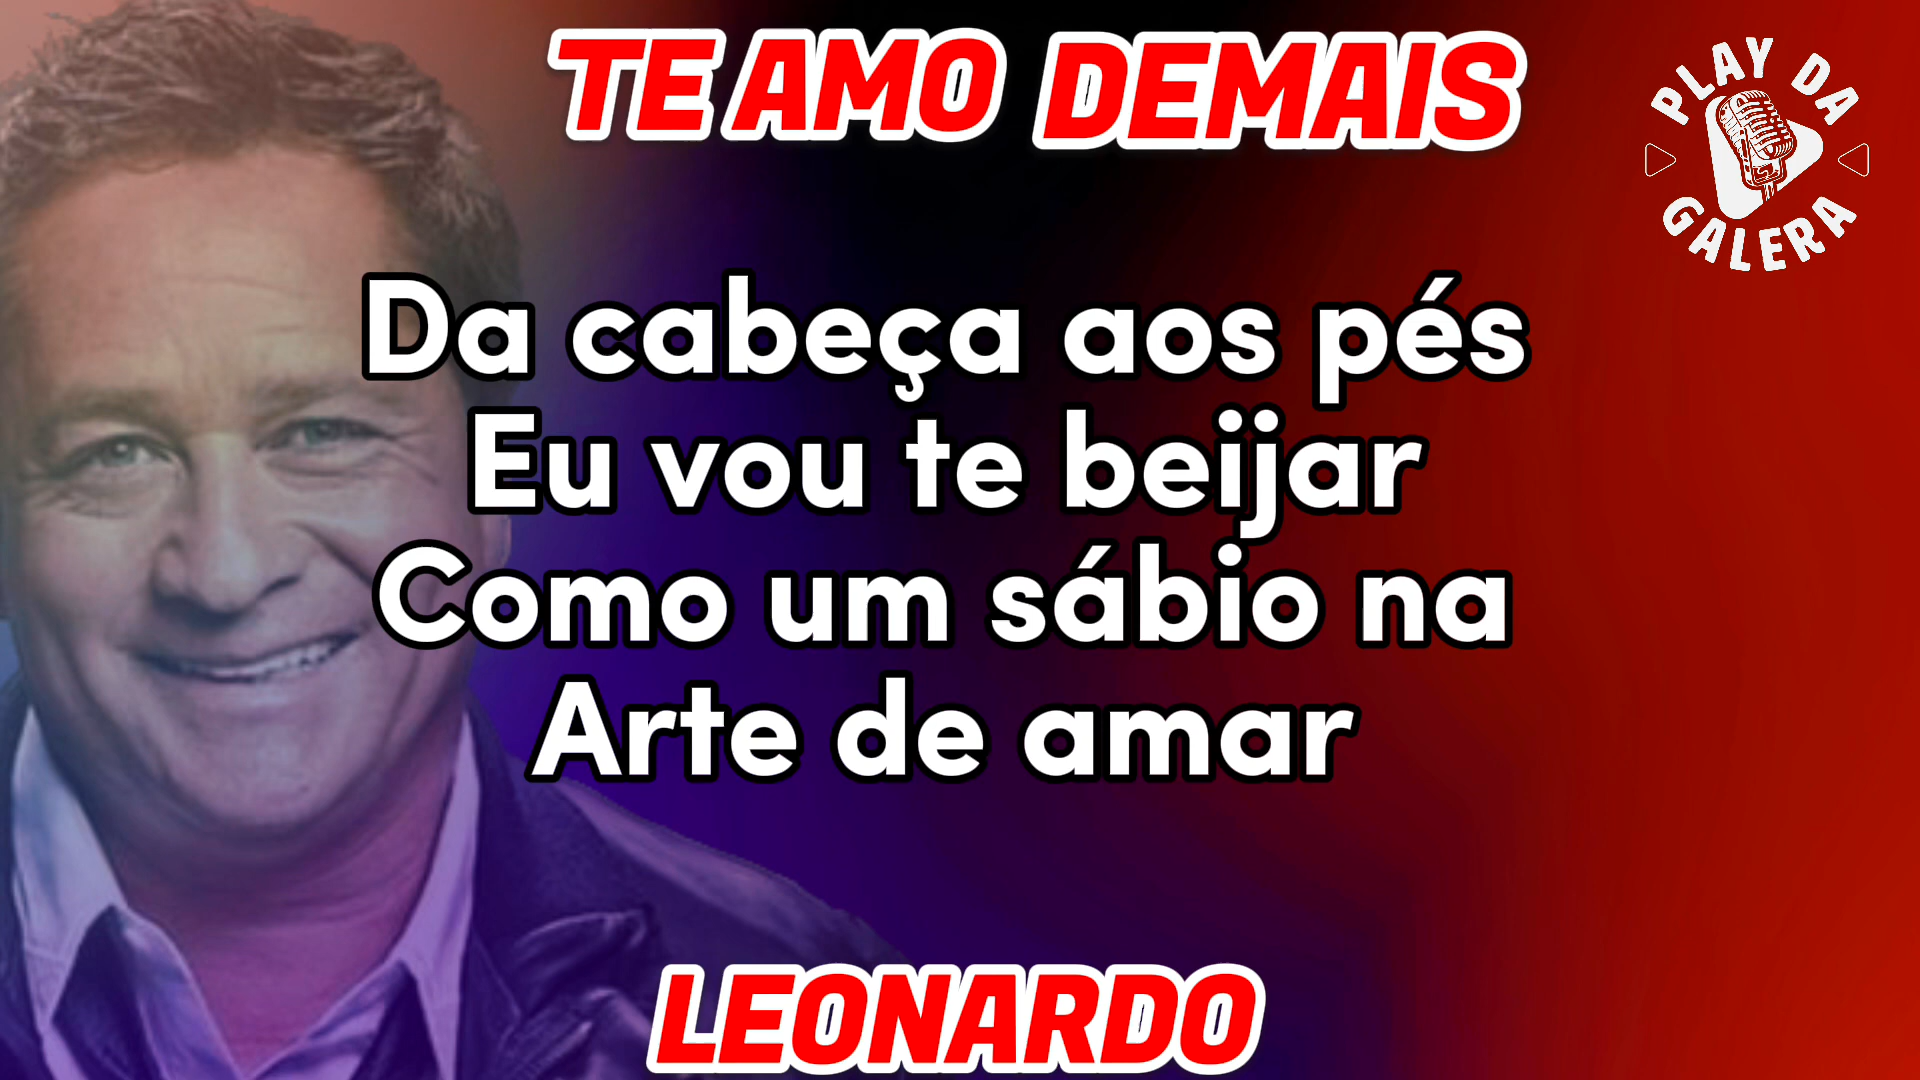 TE AMO DEMAIS
PLAY DA
GALERA
Da cabeça aos pés
Eu vou te beijar
Como um sábio na
Arte de amar
LEONARDO